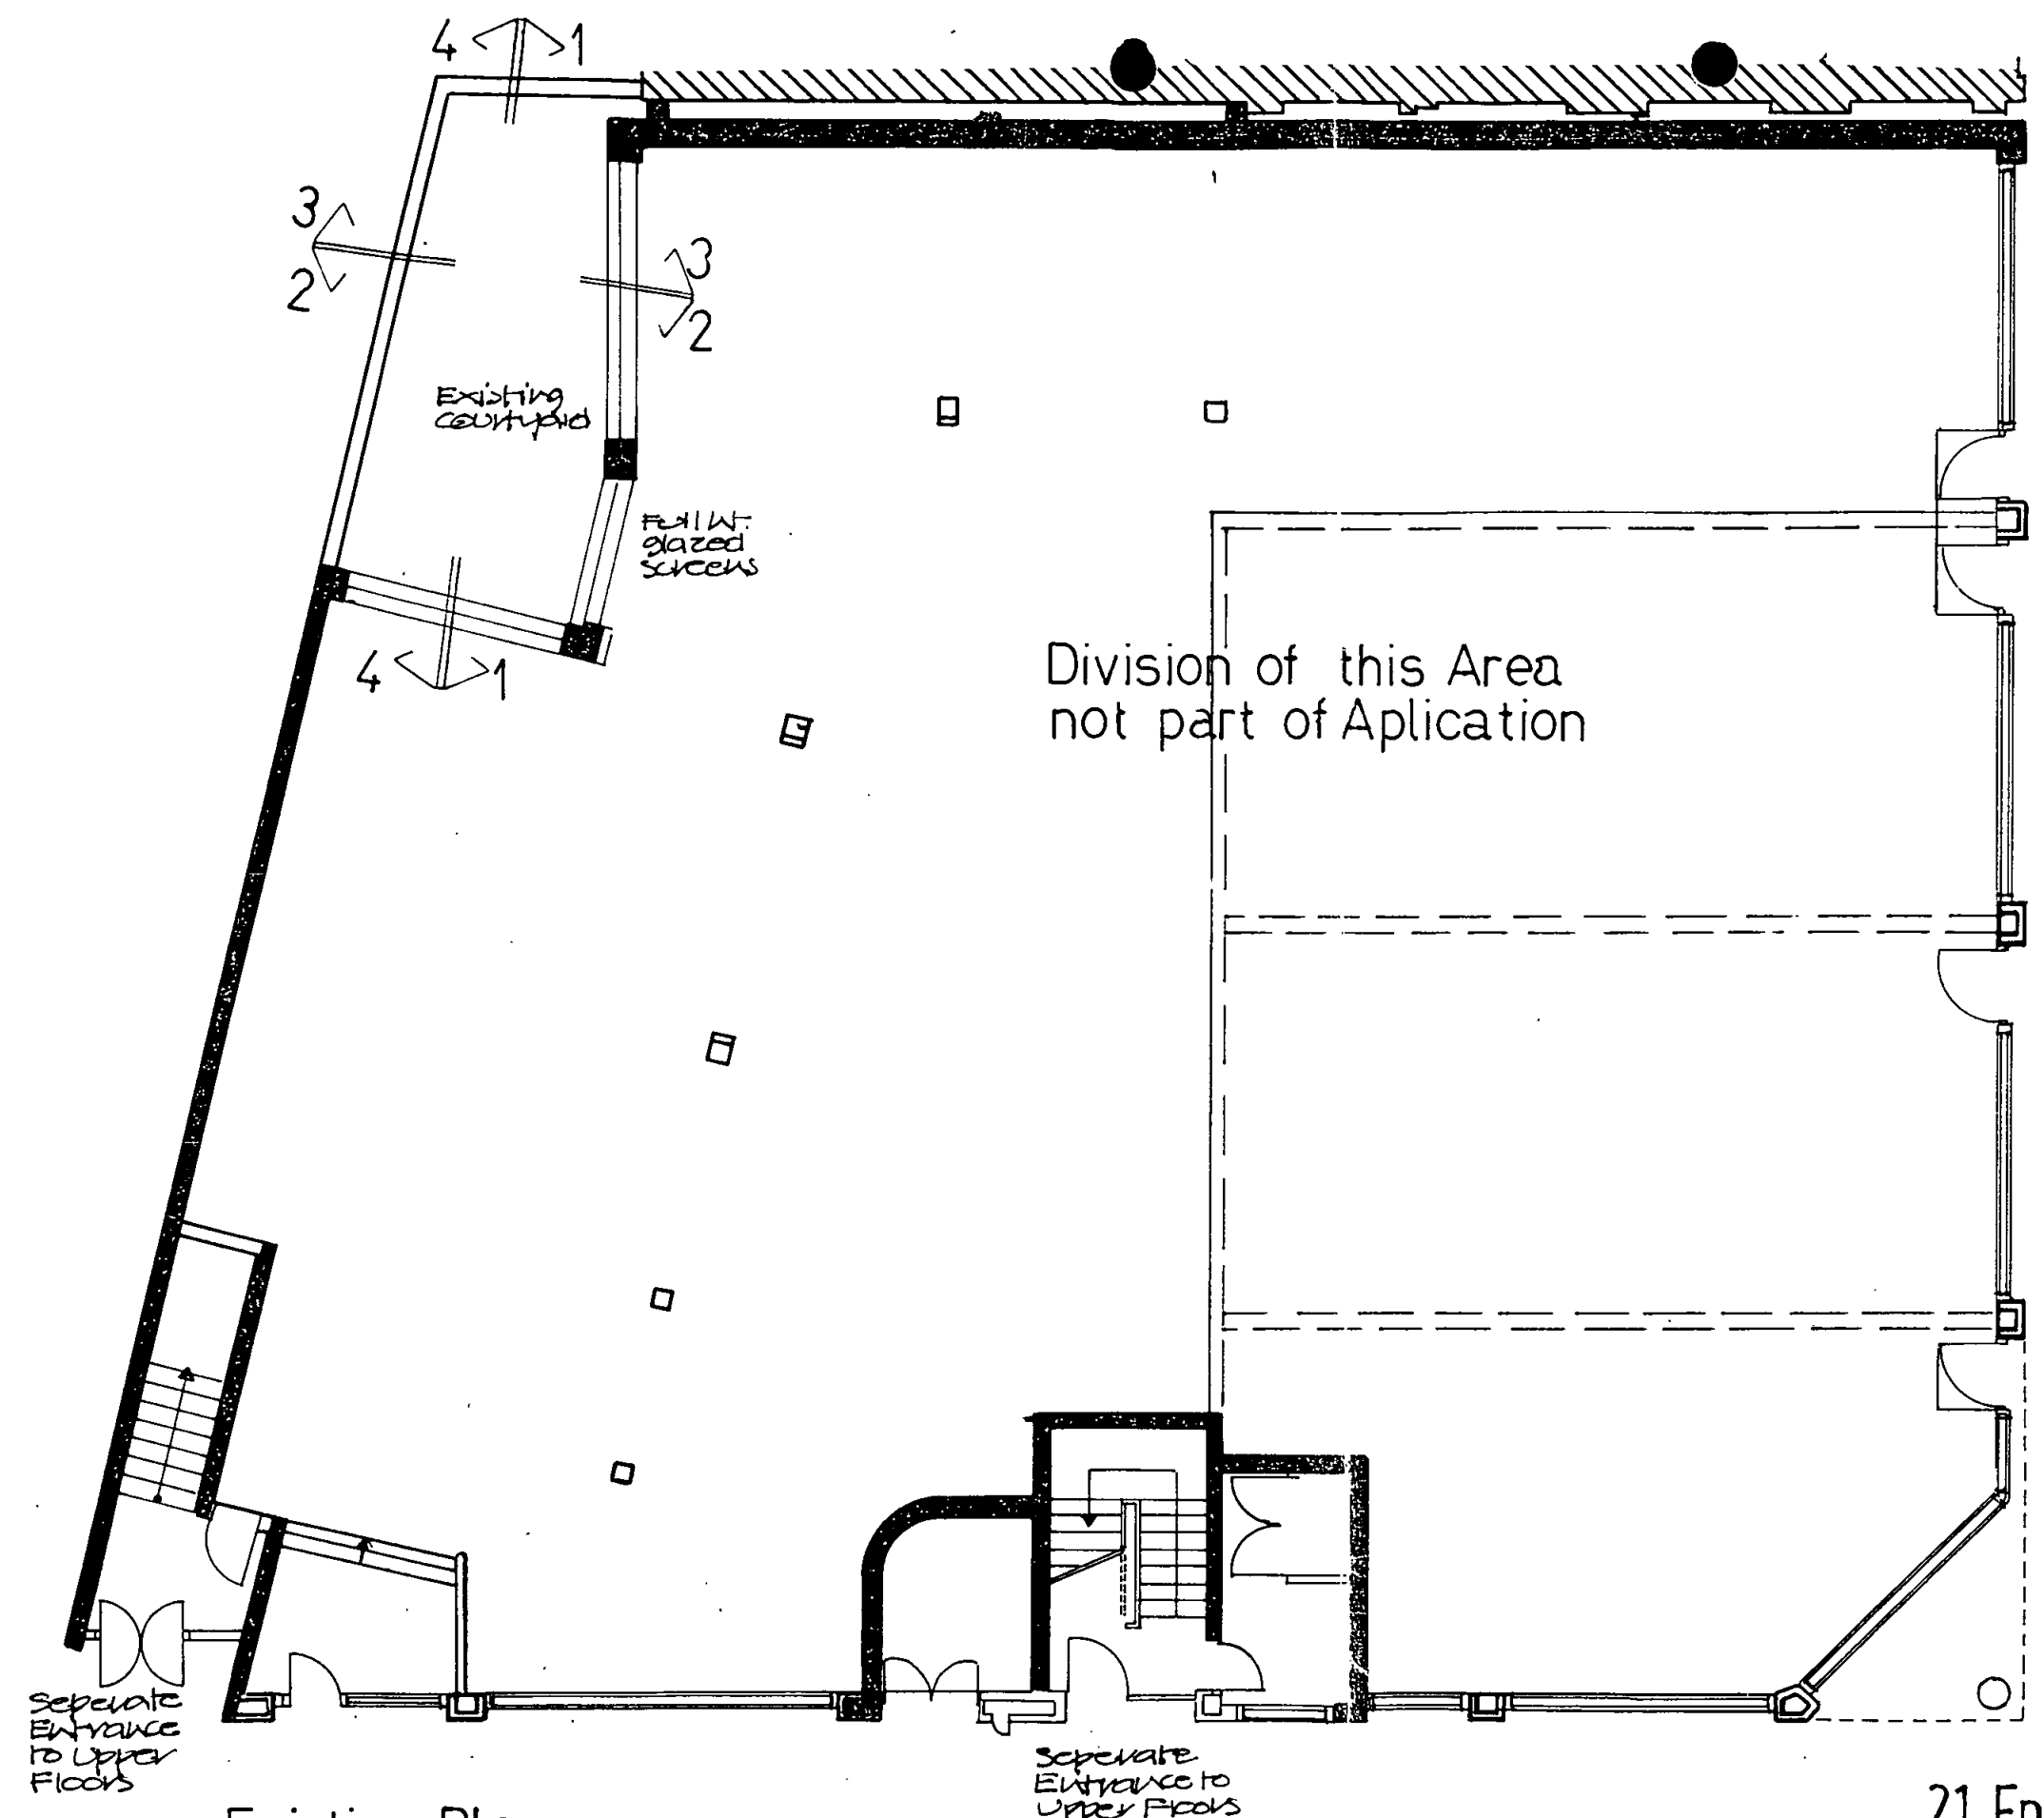 4 1
3
2
3
2
Existing
courtyard
Full ht.
glazed
screens
4 1
Division of this Area
not part of Aplication
Seperate
Entrance
to Upper
Floors
Seperate
Entrance to
Upper Floors
21